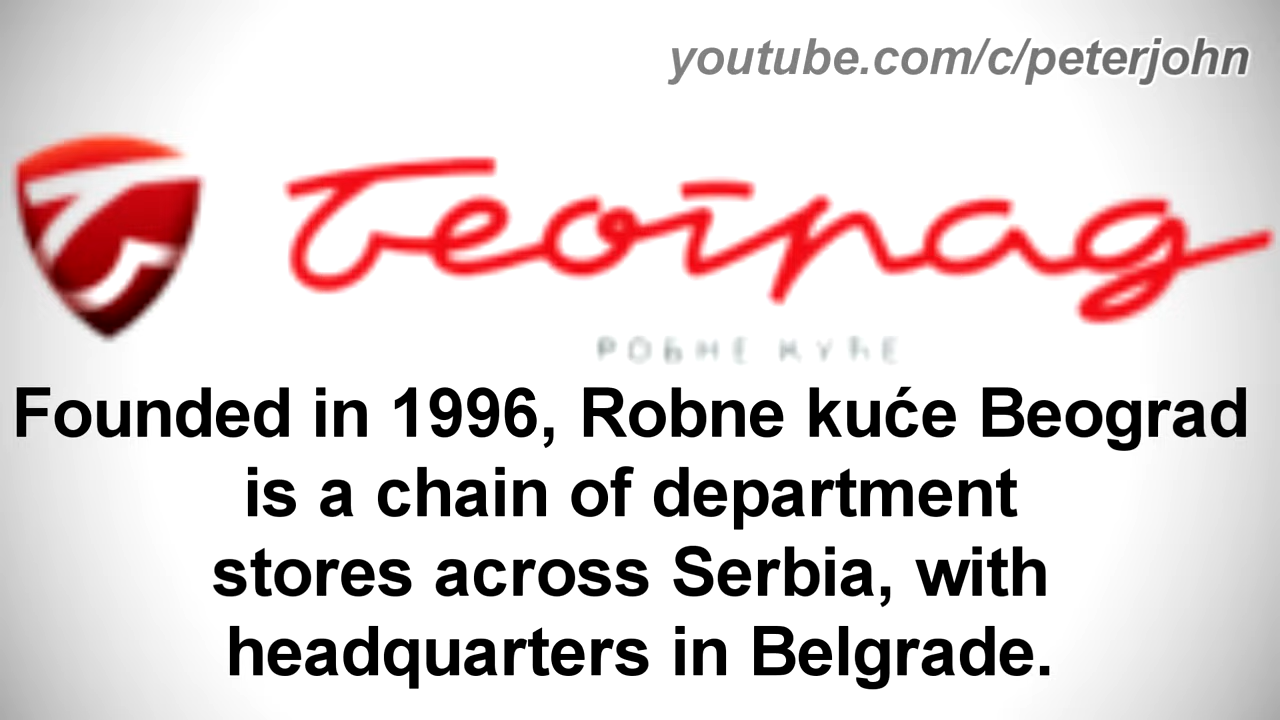 youtube.com/c/peterjohn
Београд
РОБНЕ КУЋЕ
Founded in 1996, Robne kuće Beograd
is a chain of department
stores across Serbia, with
headquarters in Belgrade.